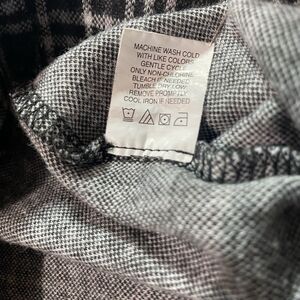 MACHINE WASH COLD
WITH LIKE COLORS
GENTLE CYCLE
ONLY NON-CHLORINE
BLEACH IF NEEDED
TUMBLE DRY LOW
REMOVE PROMPTLY
COOL IRON IF NEEDED